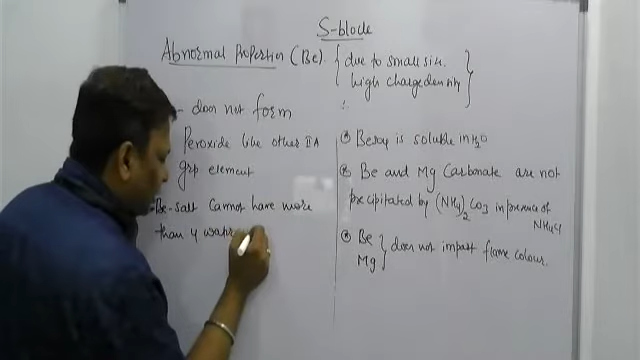 S-block
Abnormal Properties (Be) { due to small size.
high charge density }
∴
- does not form
Peroxide like other IIA
grp element
Be-salt Cannot have more
than 4 water
BeSO4 is soluble in H2O
Be and Mg Carbonate are not
precipitated by (NH4)2 CO3 in presence of
NH4Cl
Be
Mg } does not impart flame colour.